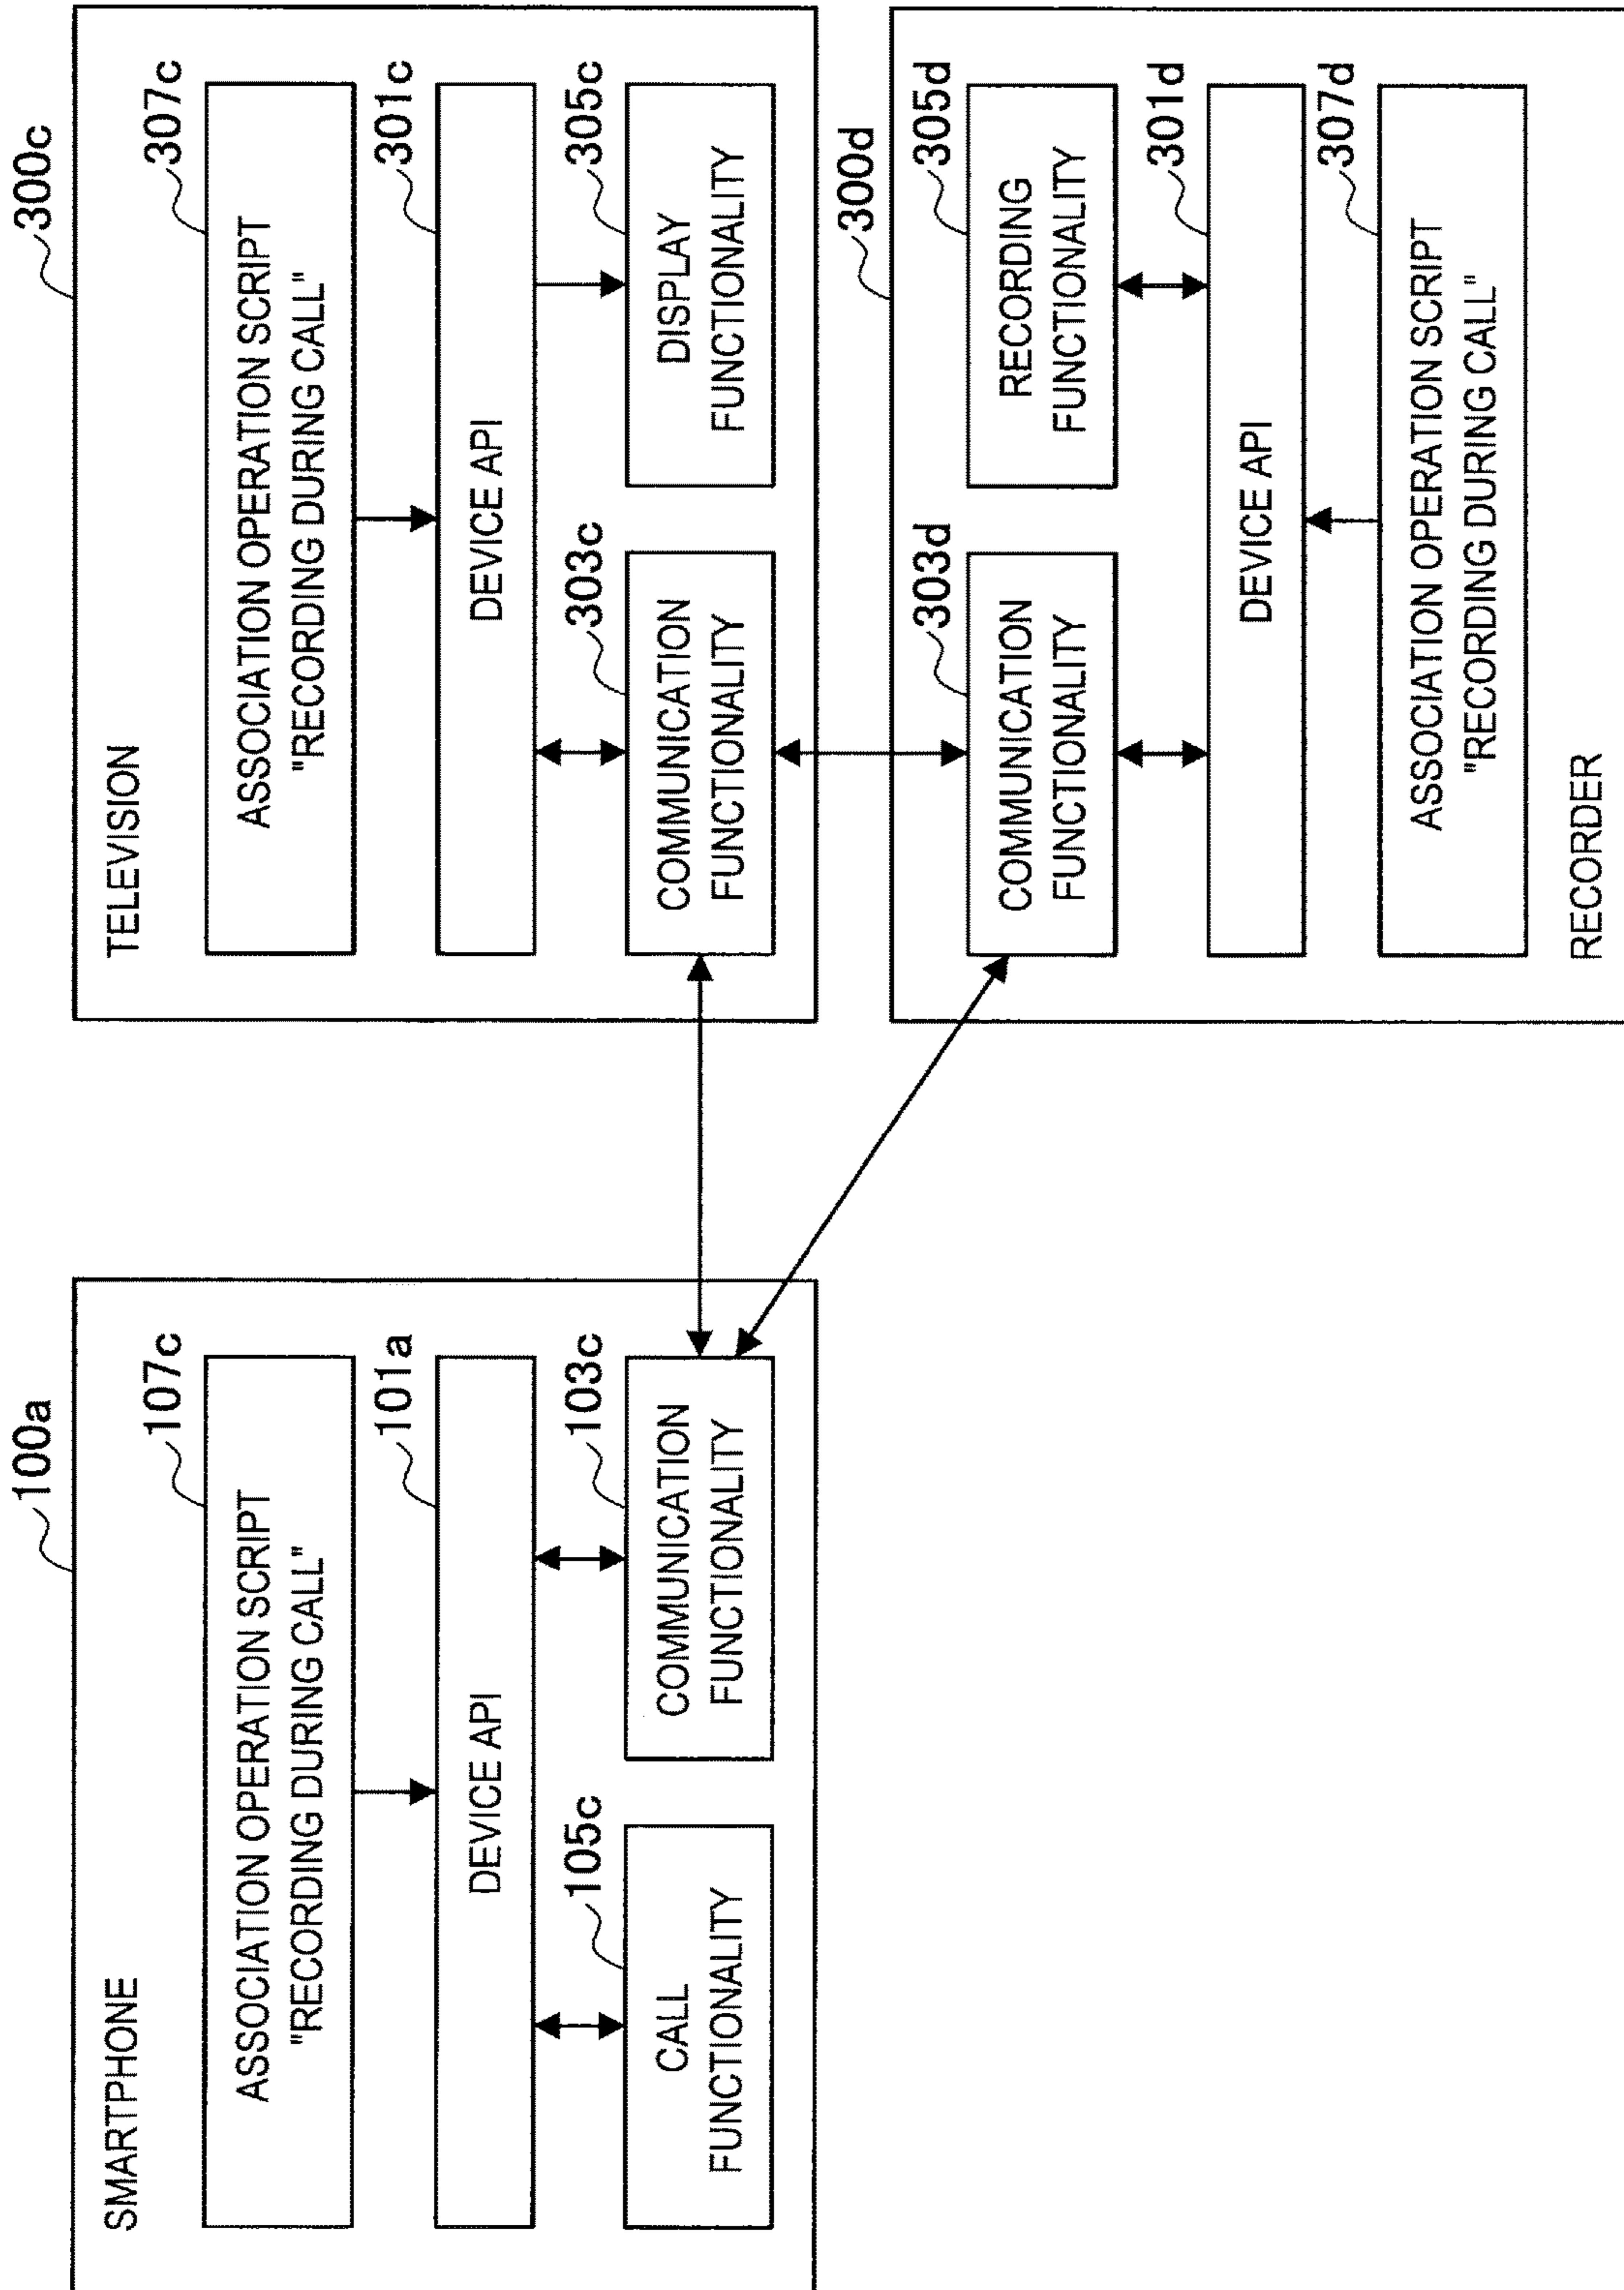 100a
SMARTPHONE
107c
ASSOCIATION OPERATION SCRIPT
"RECORDING DURING CALL"
101a
DEVICE API
105c
CALL
FUNCTIONALITY
103c
COMMUNICATION
FUNCTIONALITY
300c
TELEVISION
307c
ASSOCIATION OPERATION SCRIPT
"RECORDING DURING CALL"
301c
DEVICE API
303c
COMMUNICATION
FUNCTIONALITY
305c
DISPLAY
FUNCTIONALITY
300d
303d
COMMUNICATION
FUNCTIONALITY
305d
RECORDING
FUNCTIONALITY
301d
DEVICE API
307d
ASSOCIATION OPERATION SCRIPT
"RECORDING DURING CALL"
RECORDER